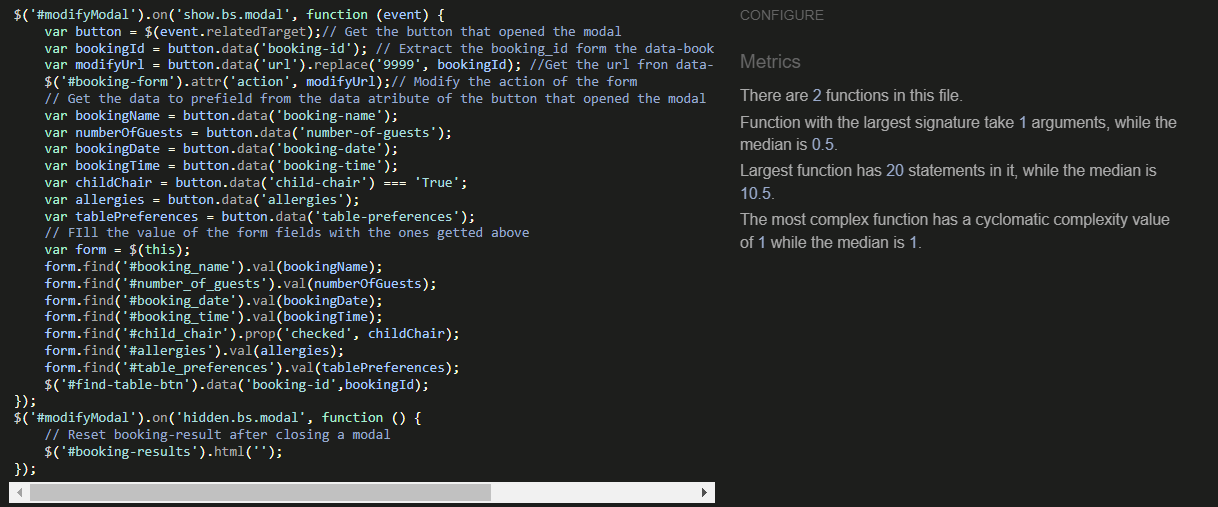 $('#modifyModal').on('show.bs.modal', function (event) {
    var button = $(event.relatedTarget);// Get the button that opened the modal
    var bookingId = button.data('booking-id'); // Extract the booking_id form the data-book
    var modifyUrl = button.data('url').replace('9999', bookingId); //Get the url fron data-
    $('#booking-form').attr('action', modifyUrl);// Modify the action of the form
    // Get the data to prefield from the data atribute of the button that opened the modal
    var bookingName = button.data('booking-name');
    var numberOfGuests = button.data('number-of-guests');
    var bookingDate = button.data('booking-date');
    var bookingTime = button.data('booking-time');
    var childChair = button.data('child-chair') === 'True';
    var allergies = button.data('allergies');
    var tablePreferences = button.data('table-preferences');
    // FIll the value of the form fields with the ones getted above
    var form = $(this);
    form.find('#booking_name').val(bookingName);
    form.find('#number_of_guests').val(numberOfGuests);
    form.find('#booking_date').val(bookingDate);
    form.find('#booking_time').val(bookingTime);
    form.find('#child_chair').prop('checked', childChair);
    form.find('#allergies').val(allergies);
    form.find('#table_preferences').val(tablePreferences);
    $('#find-table-btn').data('booking-id',bookingId);
});
$('#modifyModal').on('hidden.bs.modal', function () {
    // Reset booking-result after closing a modal
    $('#booking-results').html('');
});
CONFIGURE
Metrics
There are 2 functions in this file.
Function with the largest signature take 1 arguments, while the
median is 0.5.
Largest function has 20 statements in it, while the median is
10.5.
The most complex function has a cyclomatic complexity value
of 1 while the median is 1.